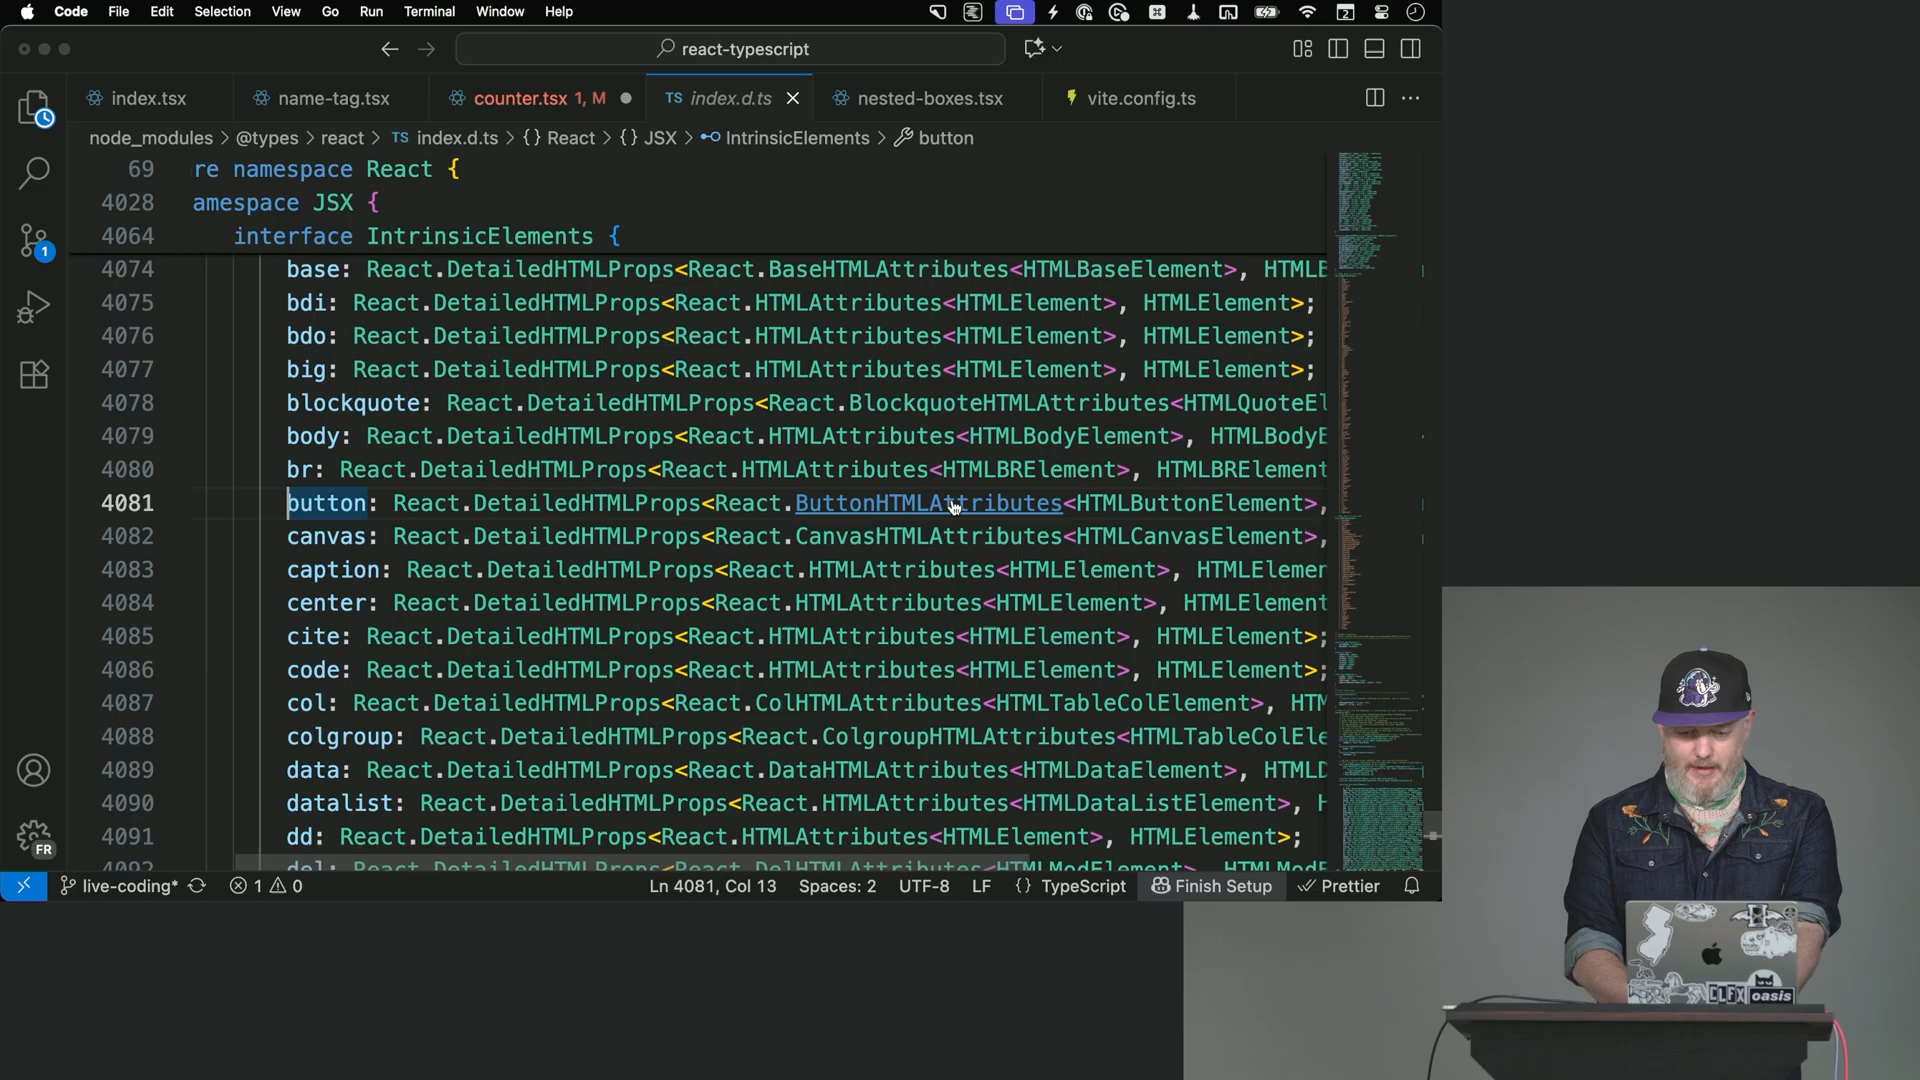 Code File Edit Selection View Go Run Terminal Window Help
2
react-typescript
index.tsx
name-tag.tsx
counter.tsx 1, M
TS index.d.ts
nested-boxes.tsx
vite.config.ts
node_modules > @types > react > TS index.d.ts > {} React > {} JSX > IntrinsicElements > button
69 re namespace React {
4028 amespace JSX {
4064 interface IntrinsicElements {
4074 base: React.DetailedHTMLProps<React.BaseHTMLAttributes<HTMLBaseElement>, HTMLB
4075 bdi: React.DetailedHTMLProps<React.HTMLAttributes<HTMLElement>, HTMLElement>;
4076 bdo: React.DetailedHTMLProps<React.HTMLAttributes<HTMLElement>, HTMLElement>;
4077 big: React.DetailedHTMLProps<React.HTMLAttributes<HTMLElement>, HTMLElement>;
4078 blockquote: React.DetailedHTMLProps<React.BlockquoteHTMLAttributes<HTMLQuoteEl
4079 body: React.DetailedHTMLProps<React.HTMLAttributes<HTMLBodyElement>, HTMLBodyE
4080 br: React.DetailedHTMLProps<React.HTMLAttributes<HTMLBRElement>, HTMLBRElement
4081 button: React.DetailedHTMLProps<React.ButtonHTMLAttributes<HTMLButtonElement>,
4082 canvas: React.DetailedHTMLProps<React.CanvasHTMLAttributes<HTMLCanvasElement>,
4083 caption: React.DetailedHTMLProps<React.HTMLAttributes<HTMLElement>, HTMLElemen
4084 center: React.DetailedHTMLProps<React.HTMLAttributes<HTMLElement>, HTMLElement
4085 cite: React.DetailedHTMLProps<React.HTMLAttributes<HTMLElement>, HTMLElement>;
4086 code: React.DetailedHTMLProps<React.HTMLAttributes<HTMLElement>, HTMLElement>;
4087 col: React.DetailedHTMLProps<React.ColHTMLAttributes<HTMLTableColElement>, HTM
4088 colgroup: React.DetailedHTMLProps<React.ColgroupHTMLAttributes<HTMLTableColEle
4089 data: React.DetailedHTMLProps<React.DataHTMLAttributes<HTMLDataElement>, HTMLD
4090 datalist: React.DetailedHTMLProps<React.HTMLAttributes<HTMLDataListElement>, H
4091 dd: React.DetailedHTMLProps<React.HTMLAttributes<HTMLElement>, HTMLElement>;
4092 del: React.DetailedHTMLProps<React.DelHTMLAttributes<HTMLModElement>, HTMLModE
1
FR
live-coding* 1 0 Ln 4081, Col 13 Spaces: 2 UTF-8 LF {} TypeScript Finish Setup Prettier
CLFX oasis